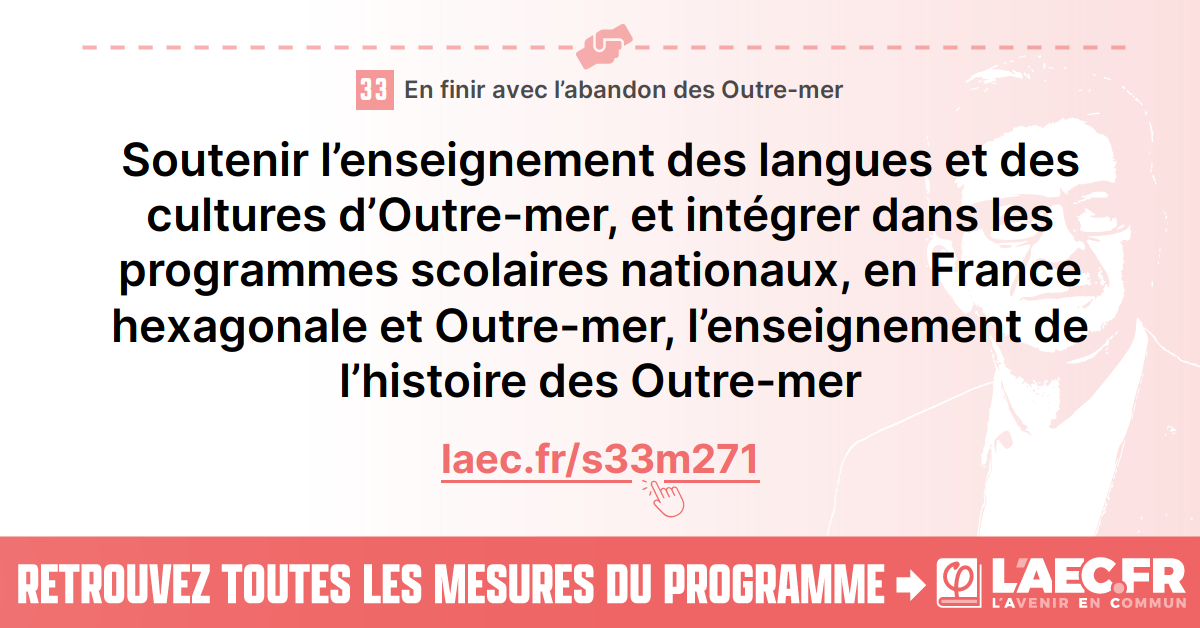 33 En finir avec l’abandon des Outre-mer
Soutenir l’enseignement des langues et des
cultures d’Outre-mer, et intégrer dans les
programmes scolaires nationaux, en France
hexagonale et Outre-mer, l’enseignement de
l’histoire des Outre-mer
laec.fr/s33m271
RETROUVEZ TOUTES LES MESURES DU PROGRAMME
φ
L’AEC.FR
L’AVENIR EN COMMUN